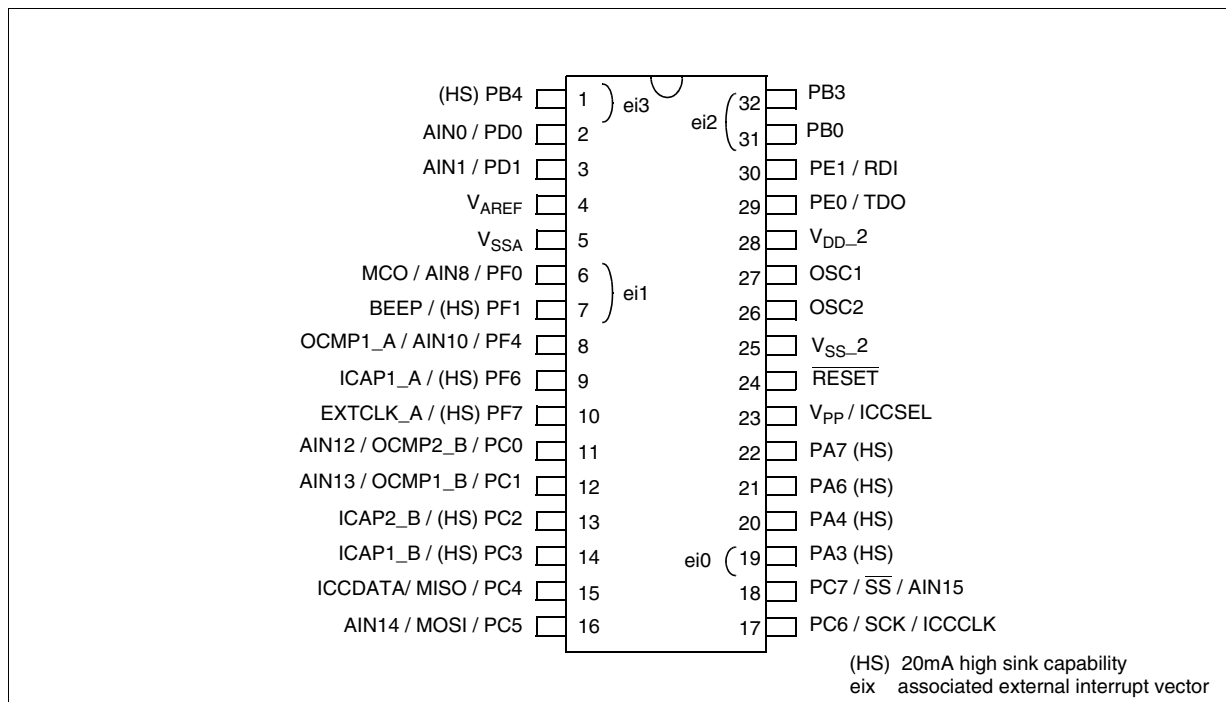 (HS) PB4 1 ei3 ei2 32 PB3
AIN0 / PD0 2 31 PB0
AIN1 / PD1 3 30 PE1 / RDI
VAREF 4 29 PE0 / TDO
VSSA 5 28 VDD_2
MCO / AIN8 / PF0 6 27 OSC1
BEEP / (HS) PF1 7 ei1 26 OSC2
OCMP1_A / AIN10 / PF4 8 25 VSS_2
ICAP1_A / (HS) PF6 9 24 RESET
EXTCLK_A / (HS) PF7 10 23 VPP / ICCSEL
AIN12 / OCMP2_B / PC0 11 22 PA7 (HS)
AIN13 / OCMP1_B / PC1 12 21 PA6 (HS)
ICAP2_B / (HS) PC2 13 20 PA4 (HS)
ICAP1_B / (HS) PC3 14 ei0 19 PA3 (HS)
ICCDATA/ MISO / PC4 15 18 PC7 / SS / AIN15
AIN14 / MOSI / PC5 16 17 PC6 / SCK / ICCCLK
(HS) 20mA high sink capability
eix associated external interrupt vector